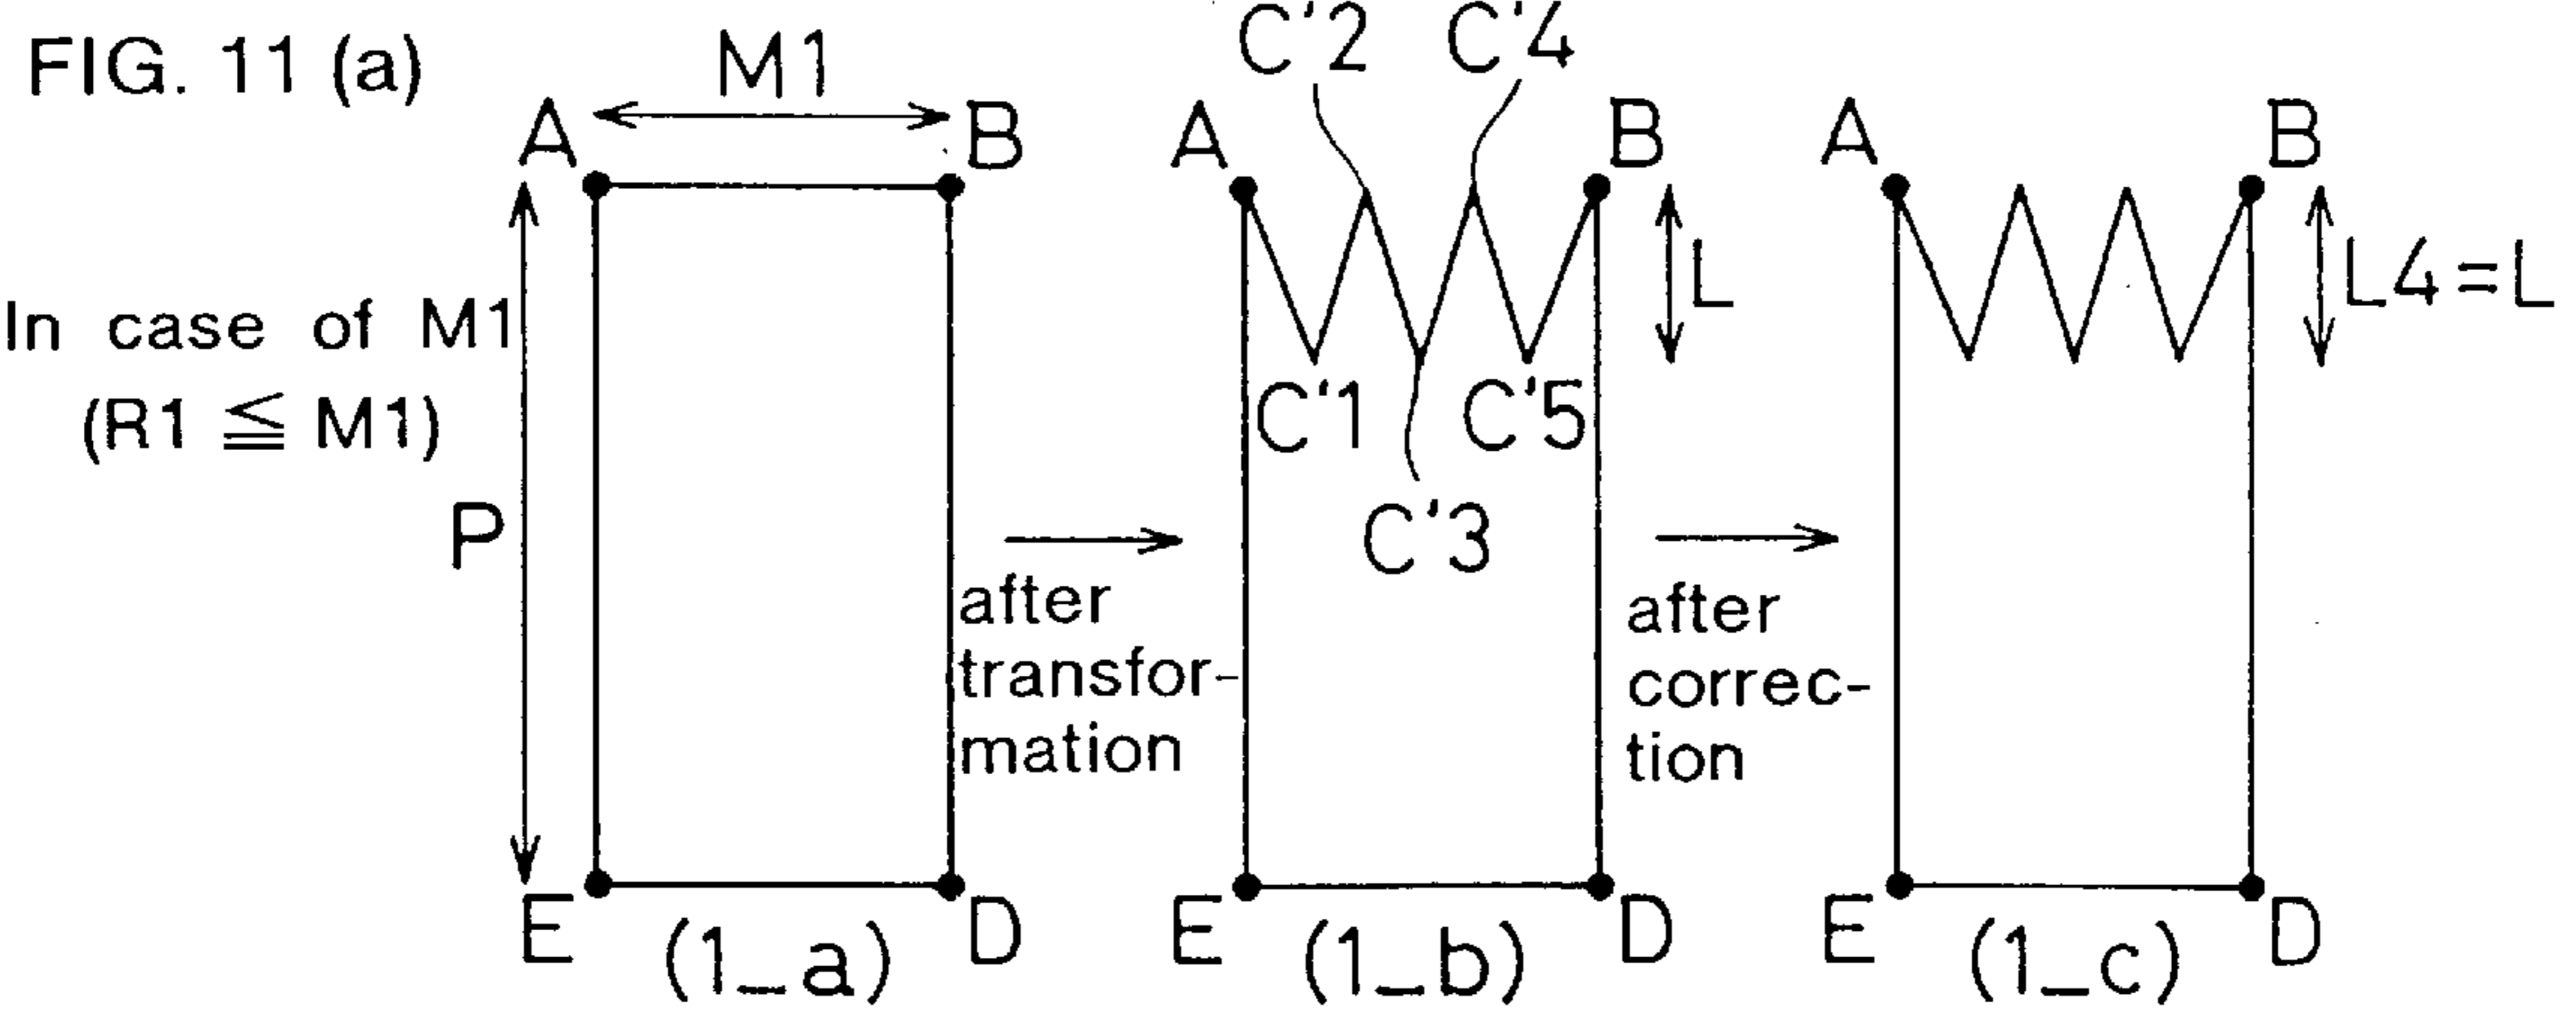 FIG. 11 (a)
M1
A
B
In case of M1
(R1 ≦ M1)
P
E
D
(1_a)
after
transfor-
mation
C'2
C'4
A
B
L
C'1
C'5
C'3
E
D
(1_b)
after
correc-
tion
A
B
L4=L
E
D
(1_c)